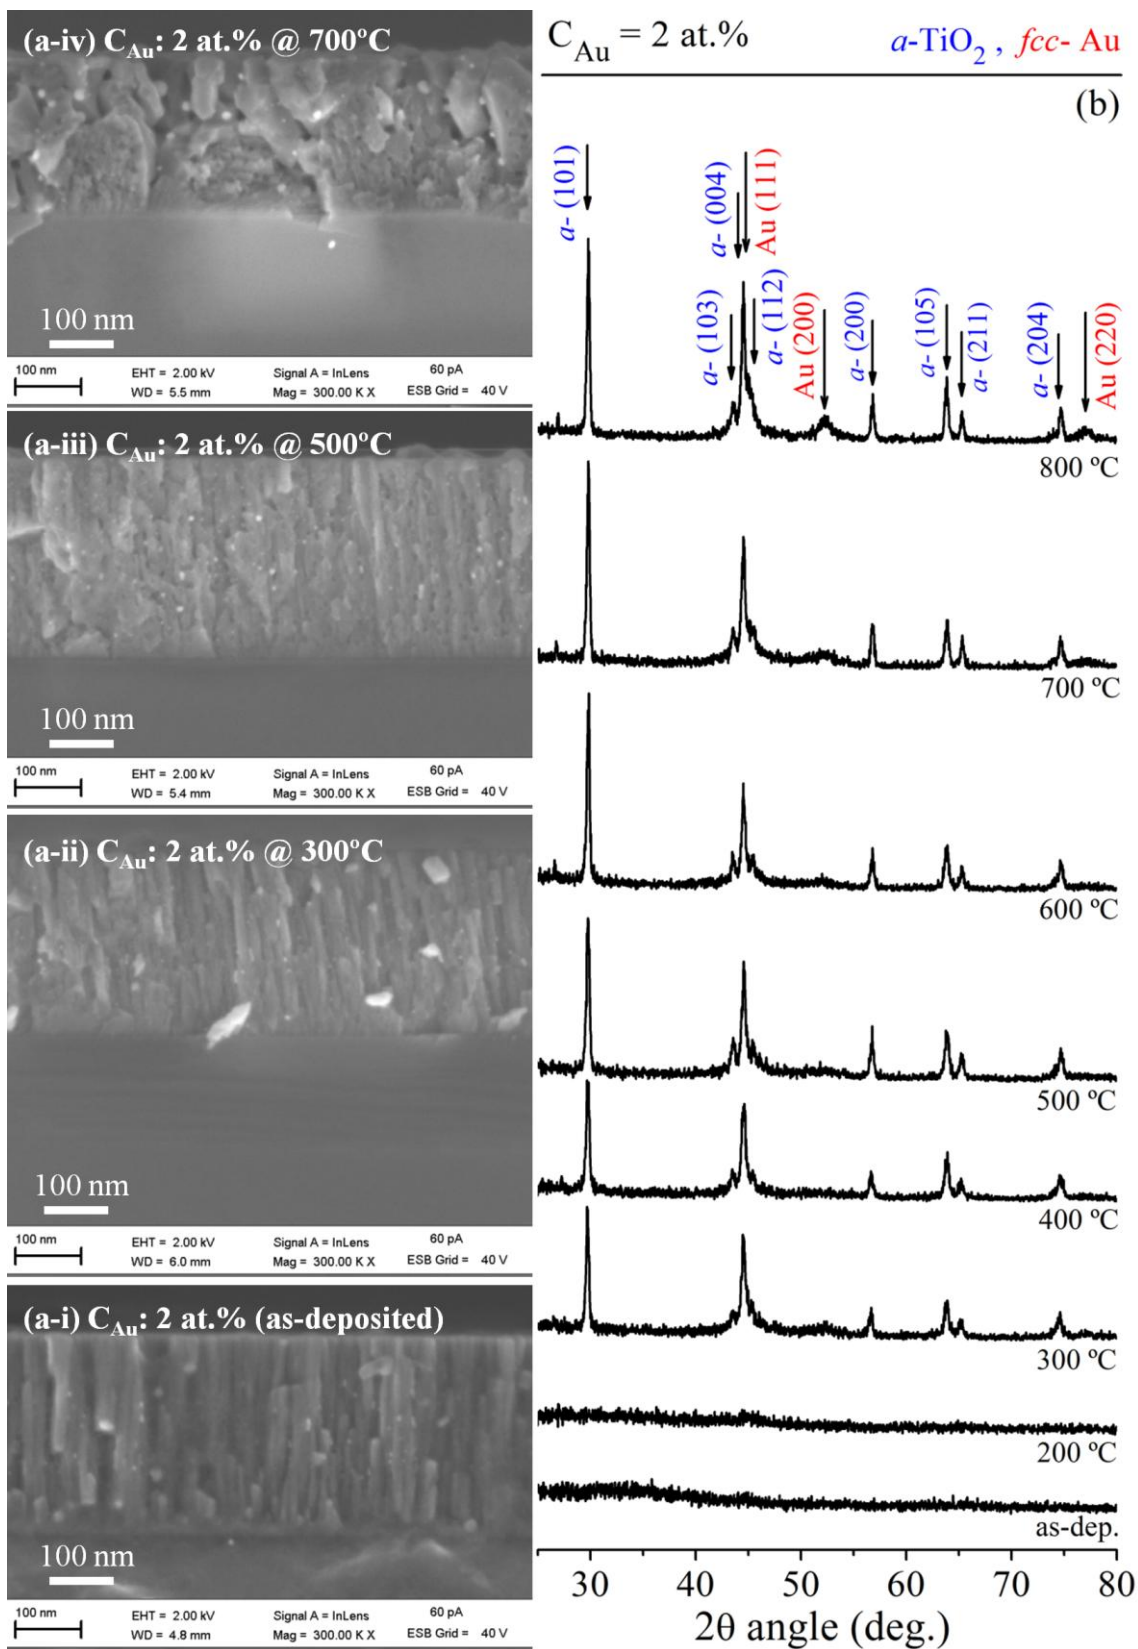 (a-iv) C_Au: 2 at.% @ 700ºC
100 nm
100 nm
EHT = 2.00 kV
WD = 5.5 mm
Signal A = InLens
Mag = 300.00 K X
60 pA
ESB Grid = 40 V
(a-iii) C_Au: 2 at.% @ 500ºC
100 nm
100 nm
EHT = 2.00 kV
WD = 5.4 mm
Signal A = InLens
Mag = 300.00 K X
60 pA
ESB Grid = 40 V
(a-ii) C_Au: 2 at.% @ 300ºC
100 nm
100 nm
EHT = 2.00 kV
WD = 6.0 mm
Signal A = InLens
Mag = 300.00 K X
60 pA
ESB Grid = 40 V
(a-i) C_Au: 2 at.% (as-deposited)
100 nm
100 nm
EHT = 2.00 kV
WD = 4.8 mm
Signal A = InLens
Mag = 300.00 K X
60 pA
ESB Grid = 40 V
C_Au = 2 at.%
a-TiO₂ , fcc- Au
(b)
a- (101)
a- (103)
a- (004)
Au (111)
a- (112)
Au (200)
a- (200)
a- (105)
a- (211)
a- (204)
Au (220)
800 ºC
700 ºC
600 ºC
500 ºC
400 ºC
300 ºC
200 ºC
as-dep.
30 40 50 60 70 80
2θ angle (deg.)